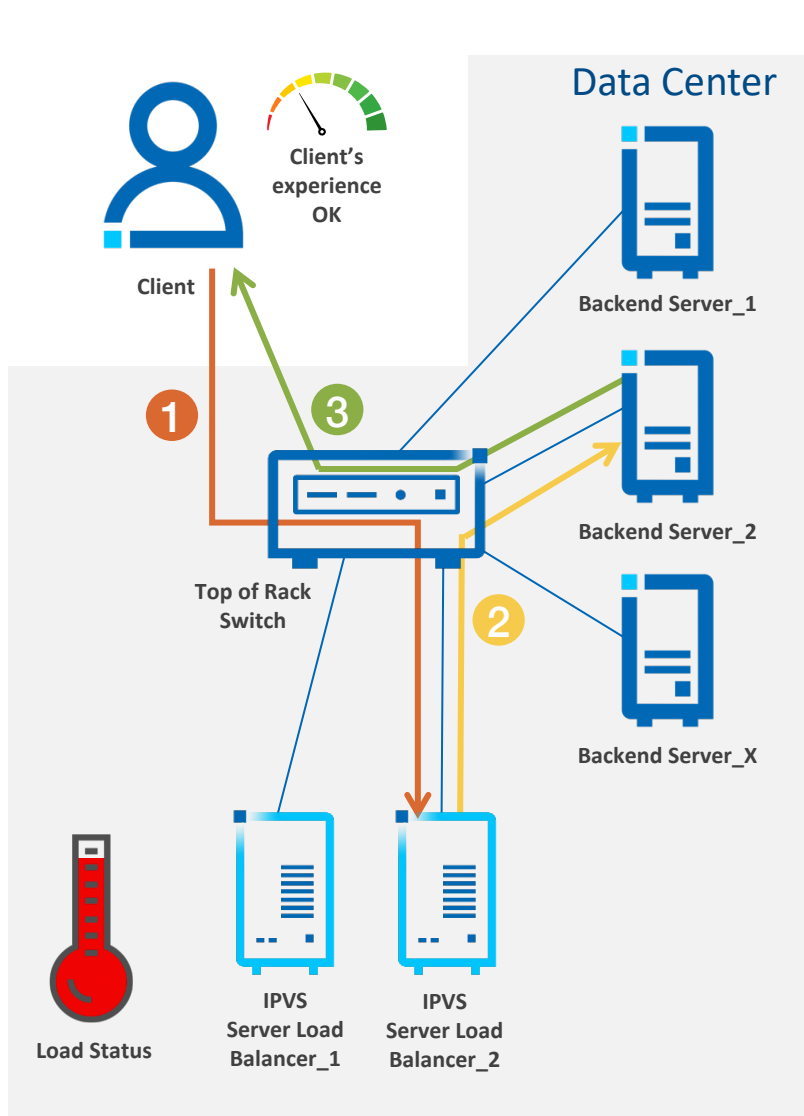 Data Center
Client's
experience
OK
Client
Backend Server_1
1
3
Backend Server_2
Top of Rack
Switch
2
Backend Server_X
Load Status
IPVS
Server Load
Balancer_1
IPVS
Server Load
Balancer_2